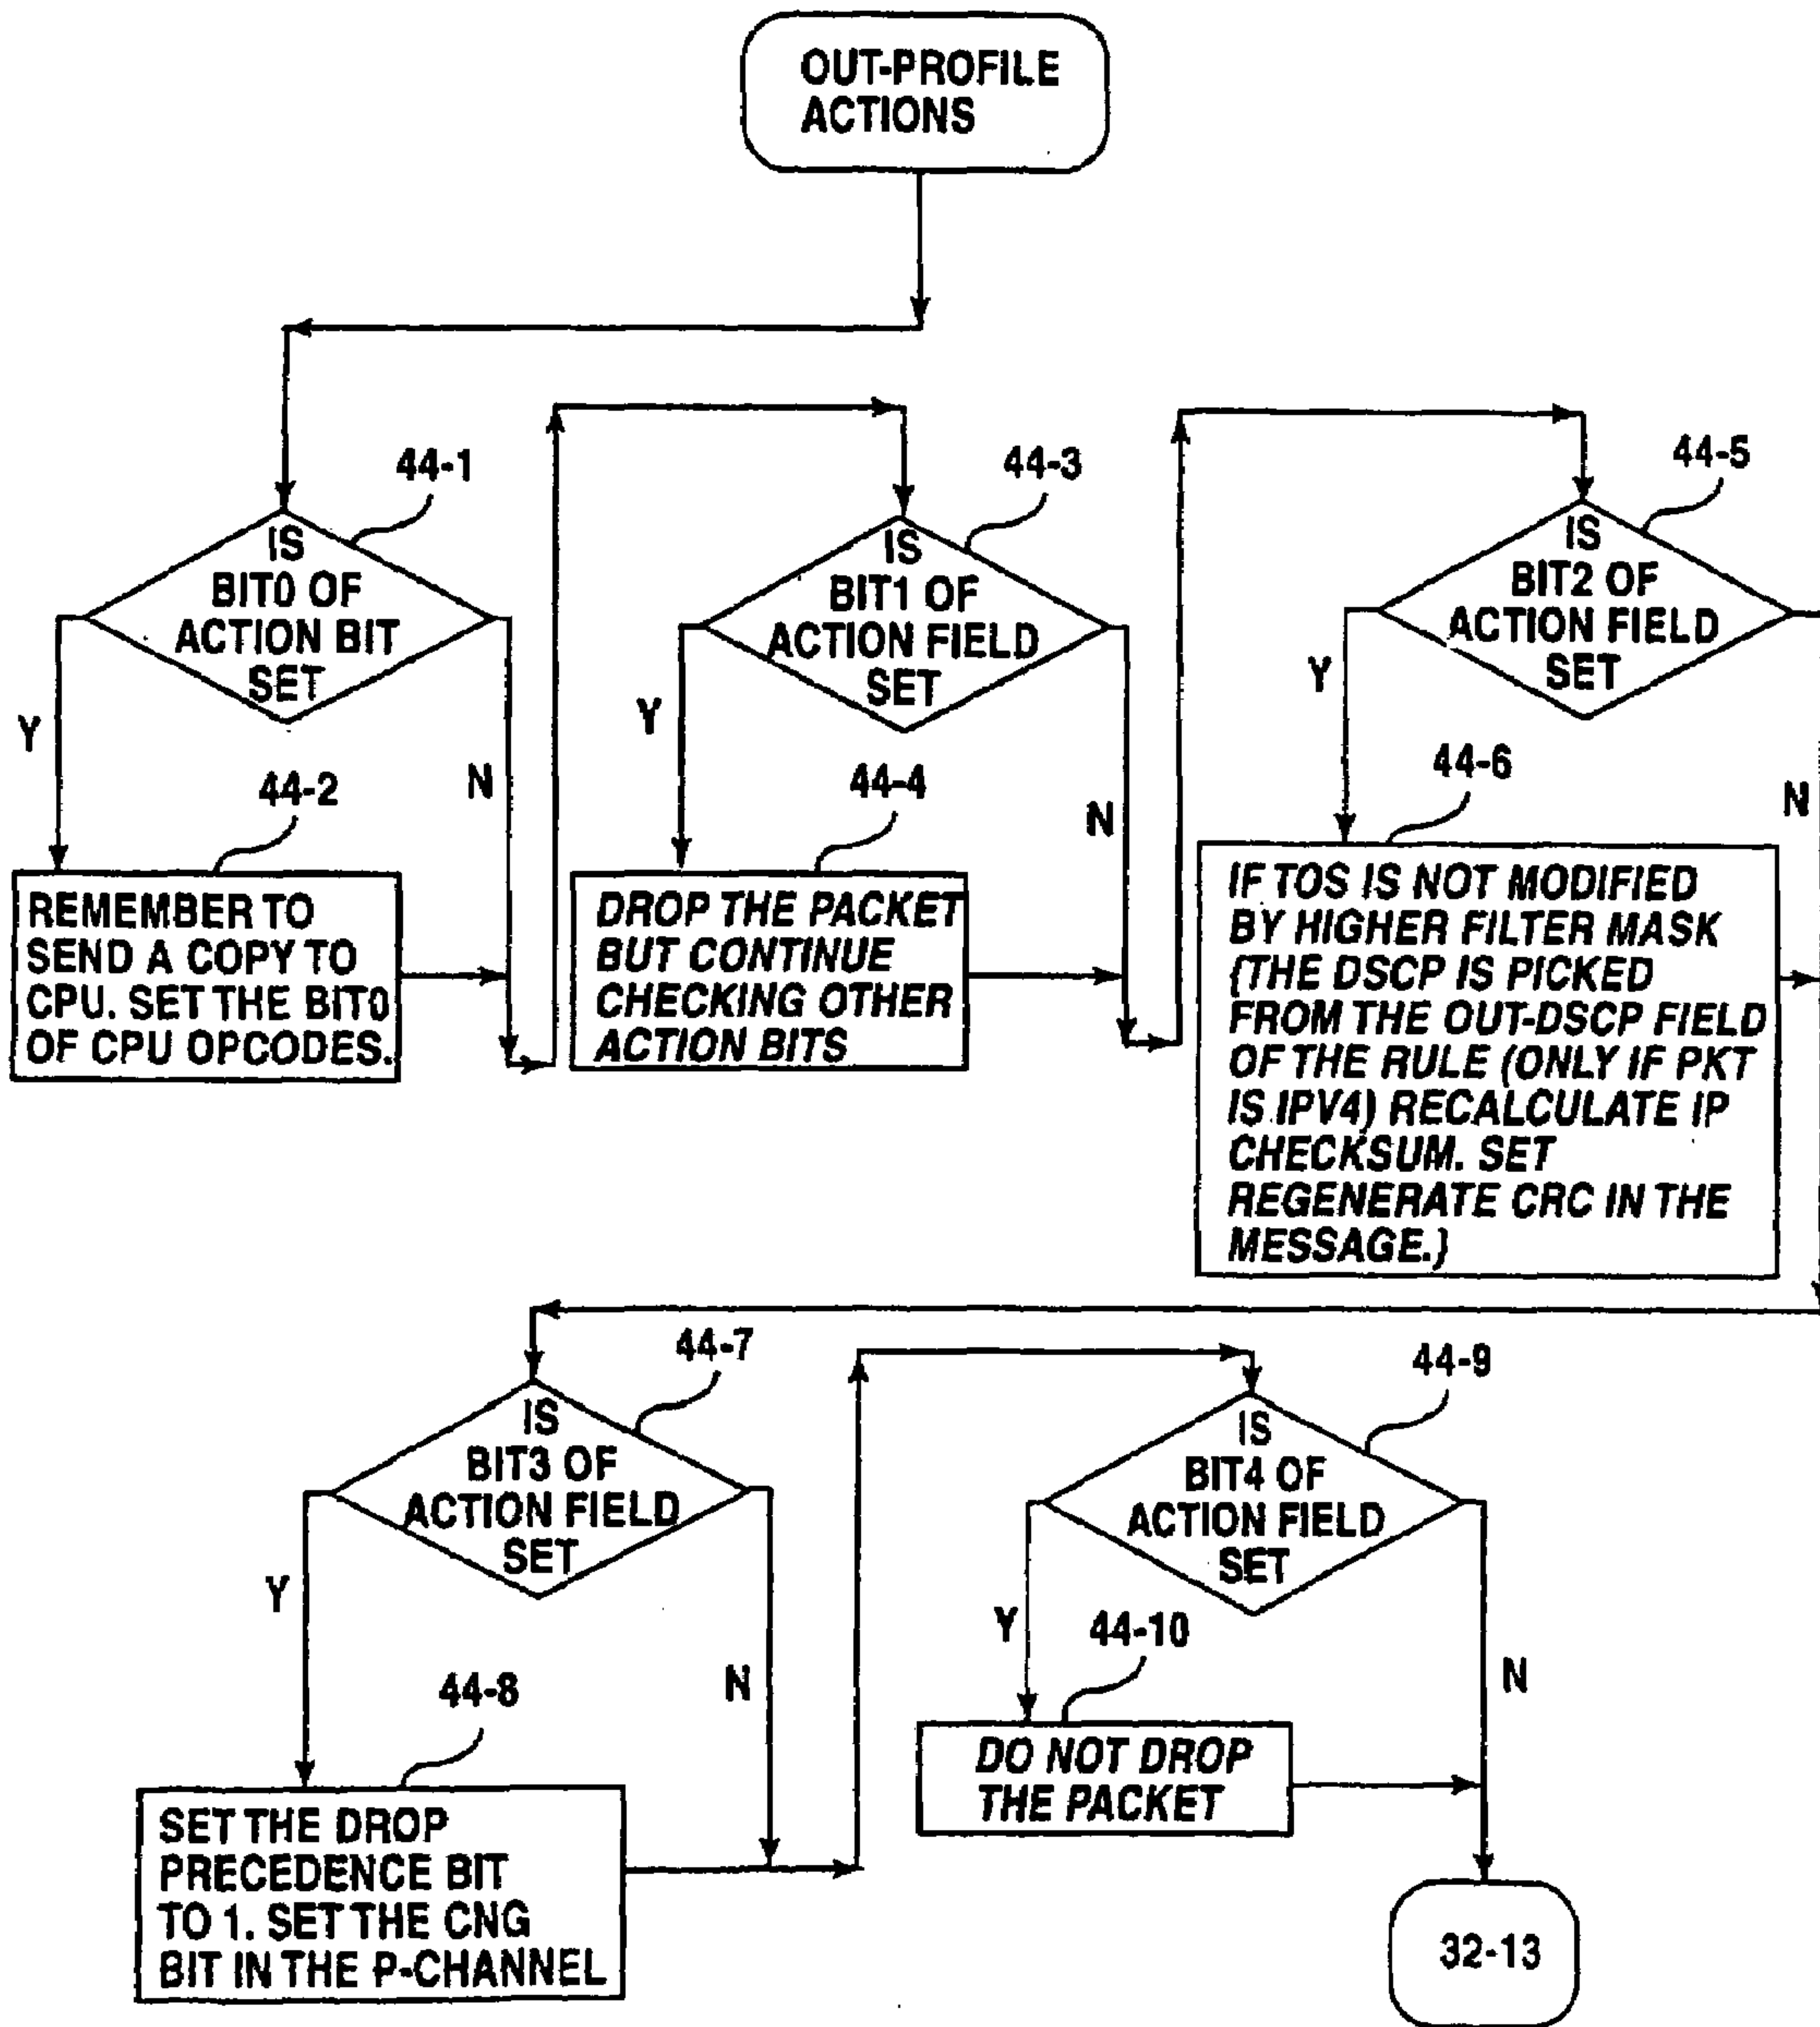 OUT-PROFILE
ACTIONS
44-1
IS
BIT0 OF
ACTION BIT
SET
Y
N
44-2
REMEMBER TO
SEND A COPY TO
CPU. SET THE BIT0
OF CPU OPCODES.
44-3
IS
BIT1 OF
ACTION FIELD
SET
Y
N
44-4
DROP THE PACKET
BUT CONTINUE
CHECKING OTHER
ACTION BITS
44-5
IS
BIT2 OF
ACTION FIELD
SET
Y
N
44-6
IF TOS IS NOT MODIFIED
BY HIGHER FILTER MASK
{THE DSCP IS PICKED
FROM THE OUT-DSCP FIELD
OF THE RULE (ONLY IF PKT
IS IPV4) RECALCULATE IP
CHECKSUM. SET
REGENERATE CRC IN THE
MESSAGE.}
44-7
IS
BIT3 OF
ACTION FIELD
SET
Y
N
44-8
SET THE DROP
PRECEDENCE BIT
TO 1. SET THE CNG
BIT IN THE P-CHANNEL
44-9
IS
BIT4 OF
ACTION FIELD
SET
Y
N
44-10
DO NOT DROP
THE PACKET
32-13